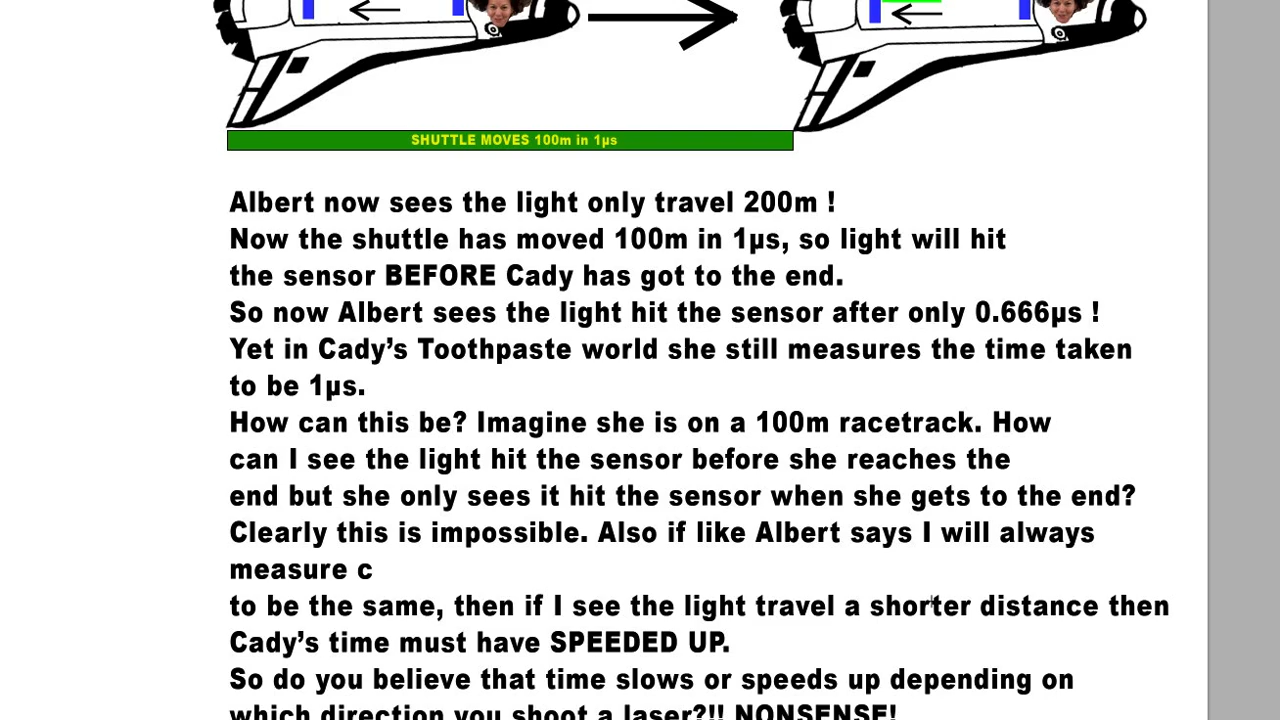 SHUTTLE MOVES 100m in 1µs
Albert now sees the light only travel 200m !
Now the shuttle has moved 100m in 1µs, so light will hit
the sensor BEFORE Cady has got to the end.
So now Albert sees the light hit the sensor after only 0.666µs !
Yet in Cady’s Toothpaste world she still measures the time taken
to be 1µs.
How can this be? Imagine she is on a 100m racetrack. How
can I see the light hit the sensor before she reaches the
end but she only sees it hit the sensor when she gets to the end?
Clearly this is impossible. Also if like Albert says I will always
measure c
to be the same, then if I see the light travel a shorter distance then
Cady’s time must have SPEEDED UP.
So do you believe that time slows or speeds up depending on
which direction you shoot a laser?!! NONSENSE!